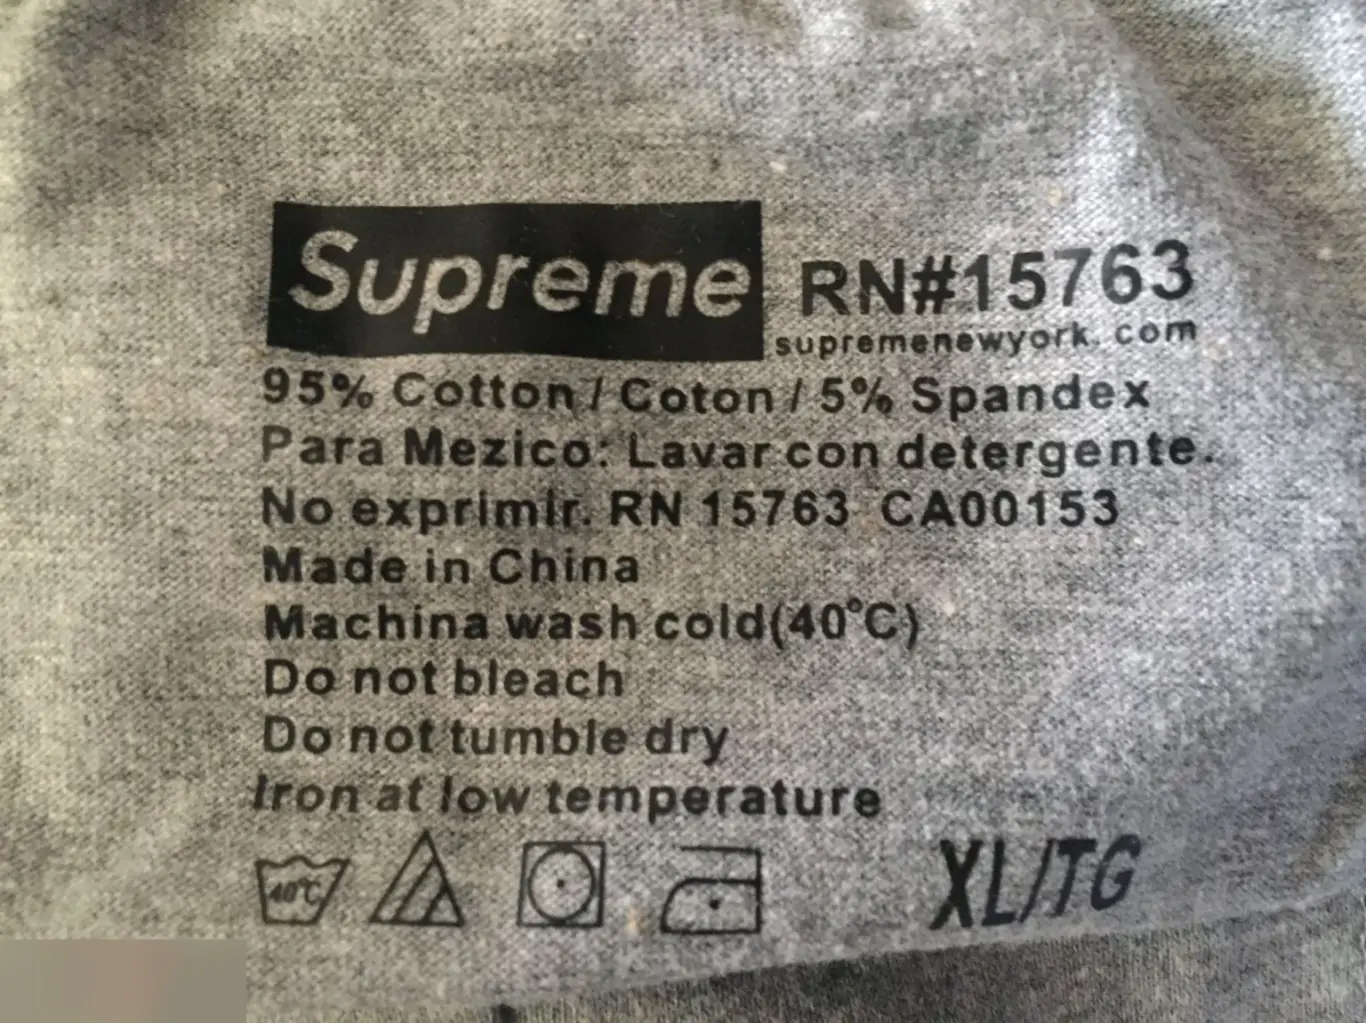 Supreme RN#15763
supremenewyork.com
95% Cotton / Coton / 5% Spandex
Para Mezico: Lavar con detergente.
No exprimir. RN 15763 CA00153
Made in China
Machina wash cold(40°C)
Do not bleach
Do not tumble dry
Iron at low temperature
40°C XL/TG